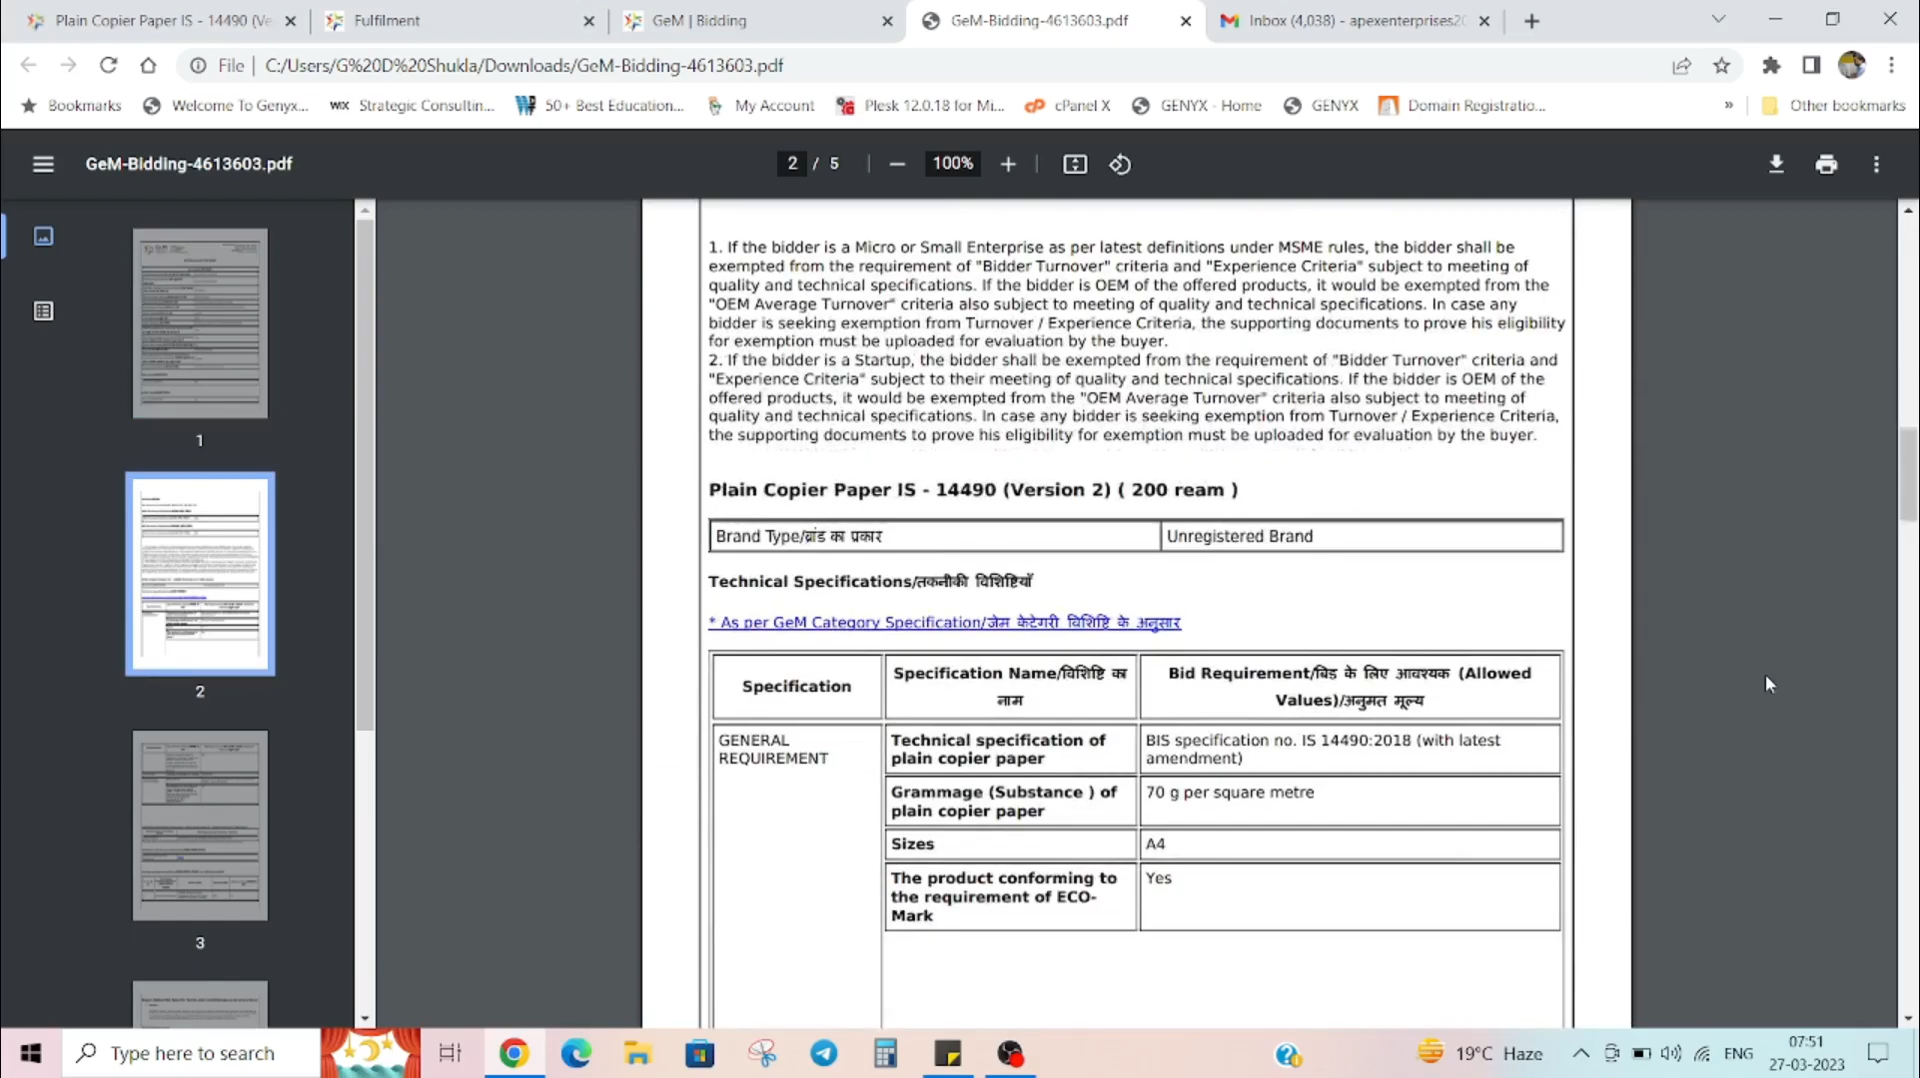 Plain Copier Paper IS - 14490 (Ve
Fulfilment
GeM | Bidding
GeM-Bidding-4613603.pdf
Inbox (4,038) - apexenterprises20
File
C:/Users/G%20D%20Shukla/Downloads/GeM-Bidding-4613603.pdf
Bookmarks
Welcome To Genyx...
WIX Strategic Consultin...
50+ Best Education...
My Account
Plesk 12.0.18 for Mi...
cPanel X
GENYX - Home
GENYX
Domain Registratio...
»
Other bookmarks
GeM-Bidding-4613603.pdf
2 / 5
100%
1
2
3
1. If the bidder is a Micro or Small Enterprise as per latest definitions under MSME rules, the bidder shall be
exempted from the requirement of "Bidder Turnover" criteria and "Experience Criteria" subject to meeting of
quality and technical specifications. If the bidder is OEM of the offered products, it would be exempted from the
"OEM Average Turnover" criteria also subject to meeting of quality and technical specifications. In case any
bidder is seeking exemption from Turnover / Experience Criteria, the supporting documents to prove his eligibility
for exemption must be uploaded for evaluation by the buyer.
2. If the bidder is a Startup, the bidder shall be exempted from the requirement of "Bidder Turnover" criteria and
"Experience Criteria" subject to their meeting of quality and technical specifications. If the bidder is OEM of the
offered products, it would be exempted from the "OEM Average Turnover" criteria also subject to meeting of
quality and technical specifications. In case any bidder is seeking exemption from Turnover / Experience Criteria,
the supporting documents to prove his eligibility for exemption must be uploaded for evaluation by the buyer.
Plain Copier Paper IS - 14490 (Version 2) ( 200 ream )
Brand Type/ब्रांड का प्रकार
Unregistered Brand
Technical Specifications/तकनीकी विशिष्टियाँ
* As per GeM Category Specification/जेम केटेगरी विशिष्टि के अनुसार
Specification
Specification Name/विशिष्टि का
नाम
Bid Requirement/बिड के लिए आवश्यक (Allowed
Values)/अनुमत मूल्य
GENERAL
REQUIREMENT
Technical specification of
plain copier paper
BIS specification no. IS 14490:2018 (with latest
amendment)
Grammage (Substance ) of
plain copier paper
70 g per square metre
Sizes
A4
The product conforming to
the requirement of ECO-
Mark
Yes
Type here to search
19°C Haze
ENG
07:51
27-03-2023